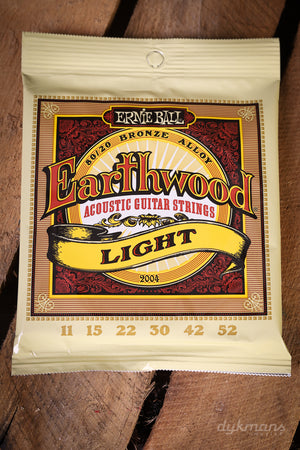 ERNIE BALL
80/20 BRONZE ALLOY
Earthwood
ACOUSTIC GUITAR STRINGS
LIGHT
2004
11 15 22 30 42 52
dykmans